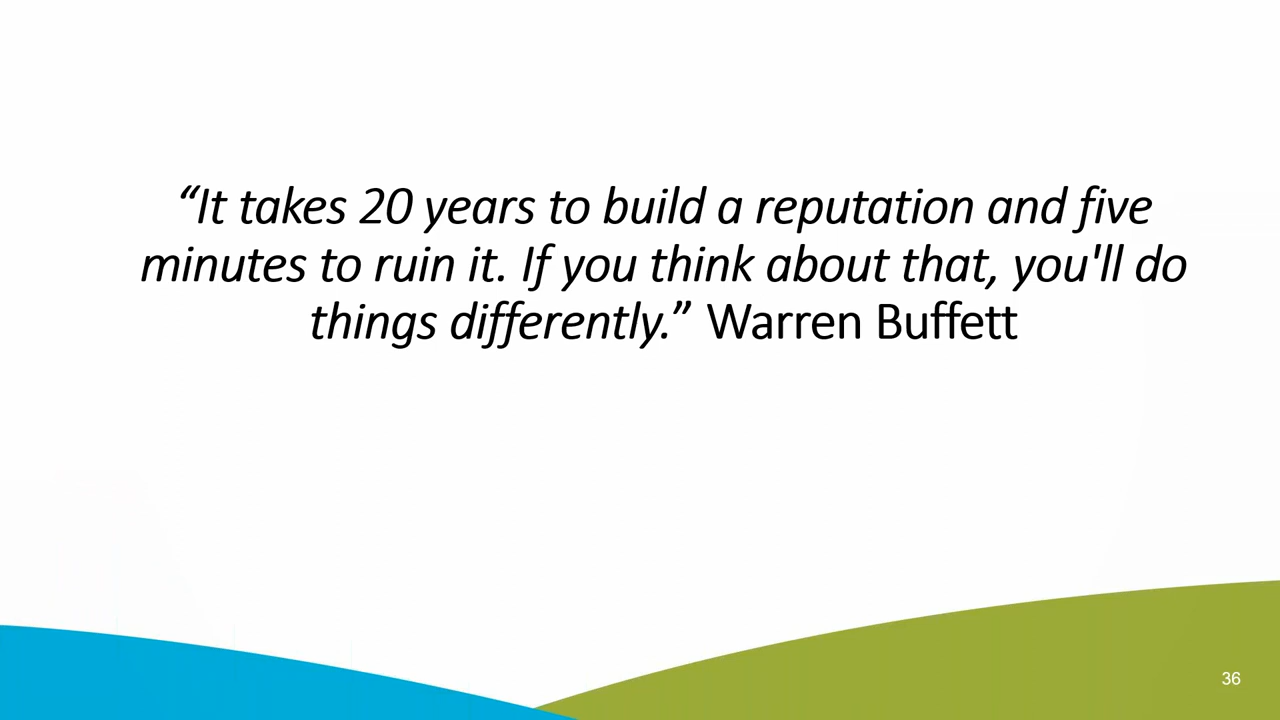 “It takes 20 years to build a reputation and five
minutes to ruin it. If you think about that, you'll do
things differently.” Warren Buffett
36